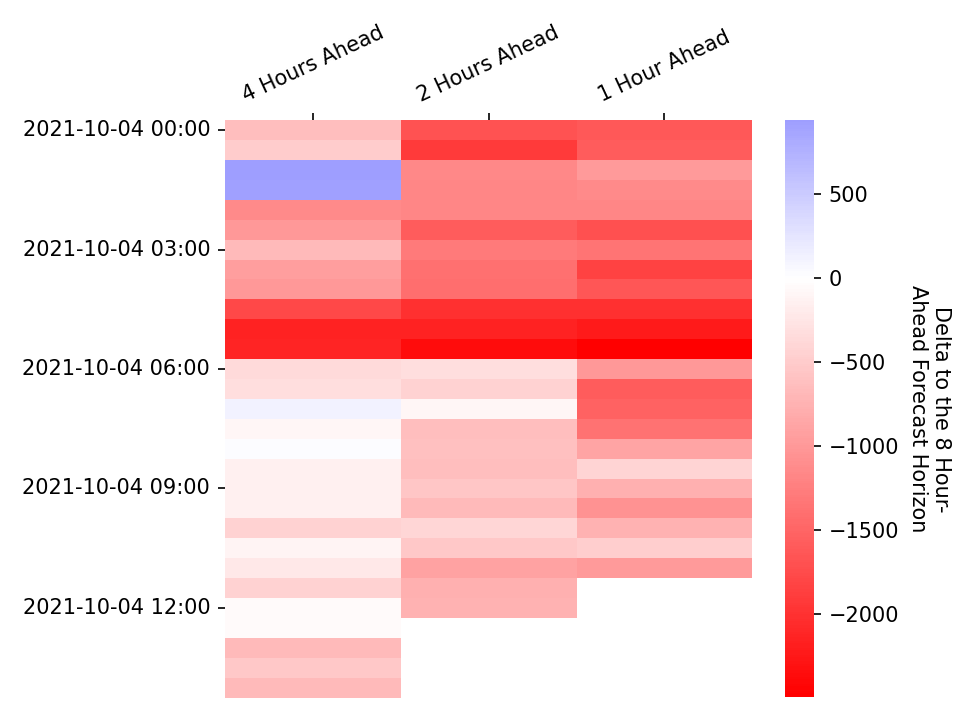 4 Hours Ahead
2 Hours Ahead
1 Hour Ahead
2021-10-04 00:00
2021-10-04 03:00
2021-10-04 06:00
2021-10-04 09:00
2021-10-04 12:00
500
0
−500
−1000
−1500
−2000
Delta to the 8 Hour-
Ahead Forecast Horizon